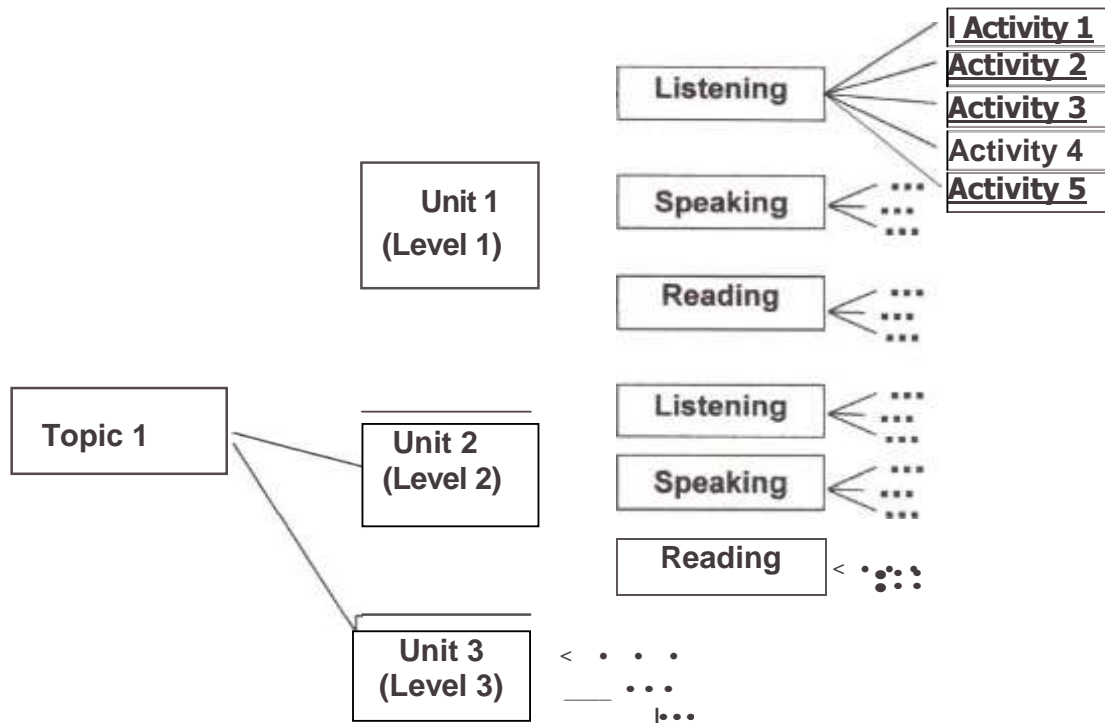 Activity 1
Activity 2
Activity 3
Activity 4
Activity 5
Listening
Unit 1
(Level 1)
Speaking
...
...
...
Reading
...
...
...
Topic 1
Listening
...
...
...
Unit 2
(Level 2)
Speaking
...
...
...
Reading
Unit 3
(Level 3)